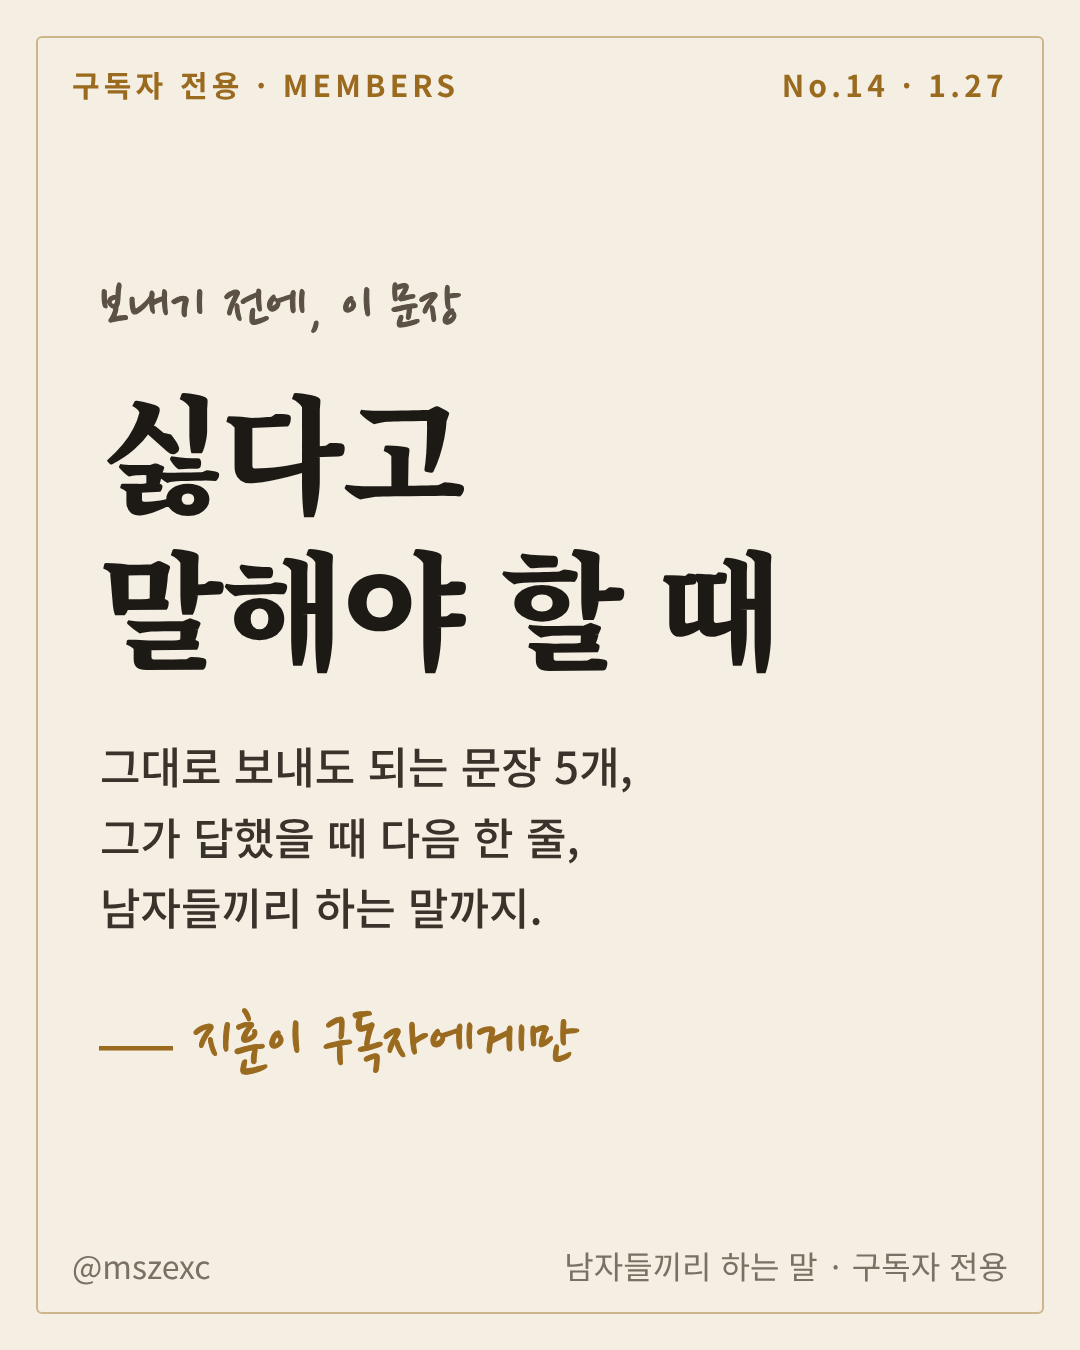 구독자 전용 · MEMBERS
No.14 · 1.27
보내기 전에, 이 문장
싫다고
말해야 할 때
그대로 보내도 되는 문장 5개,
그가 답했을 때 다음 한 줄,
남자들끼리 하는 말까지.
지훈이 구독자에게만
@mszexc
남자들끼리 하는 말 · 구독자 전용